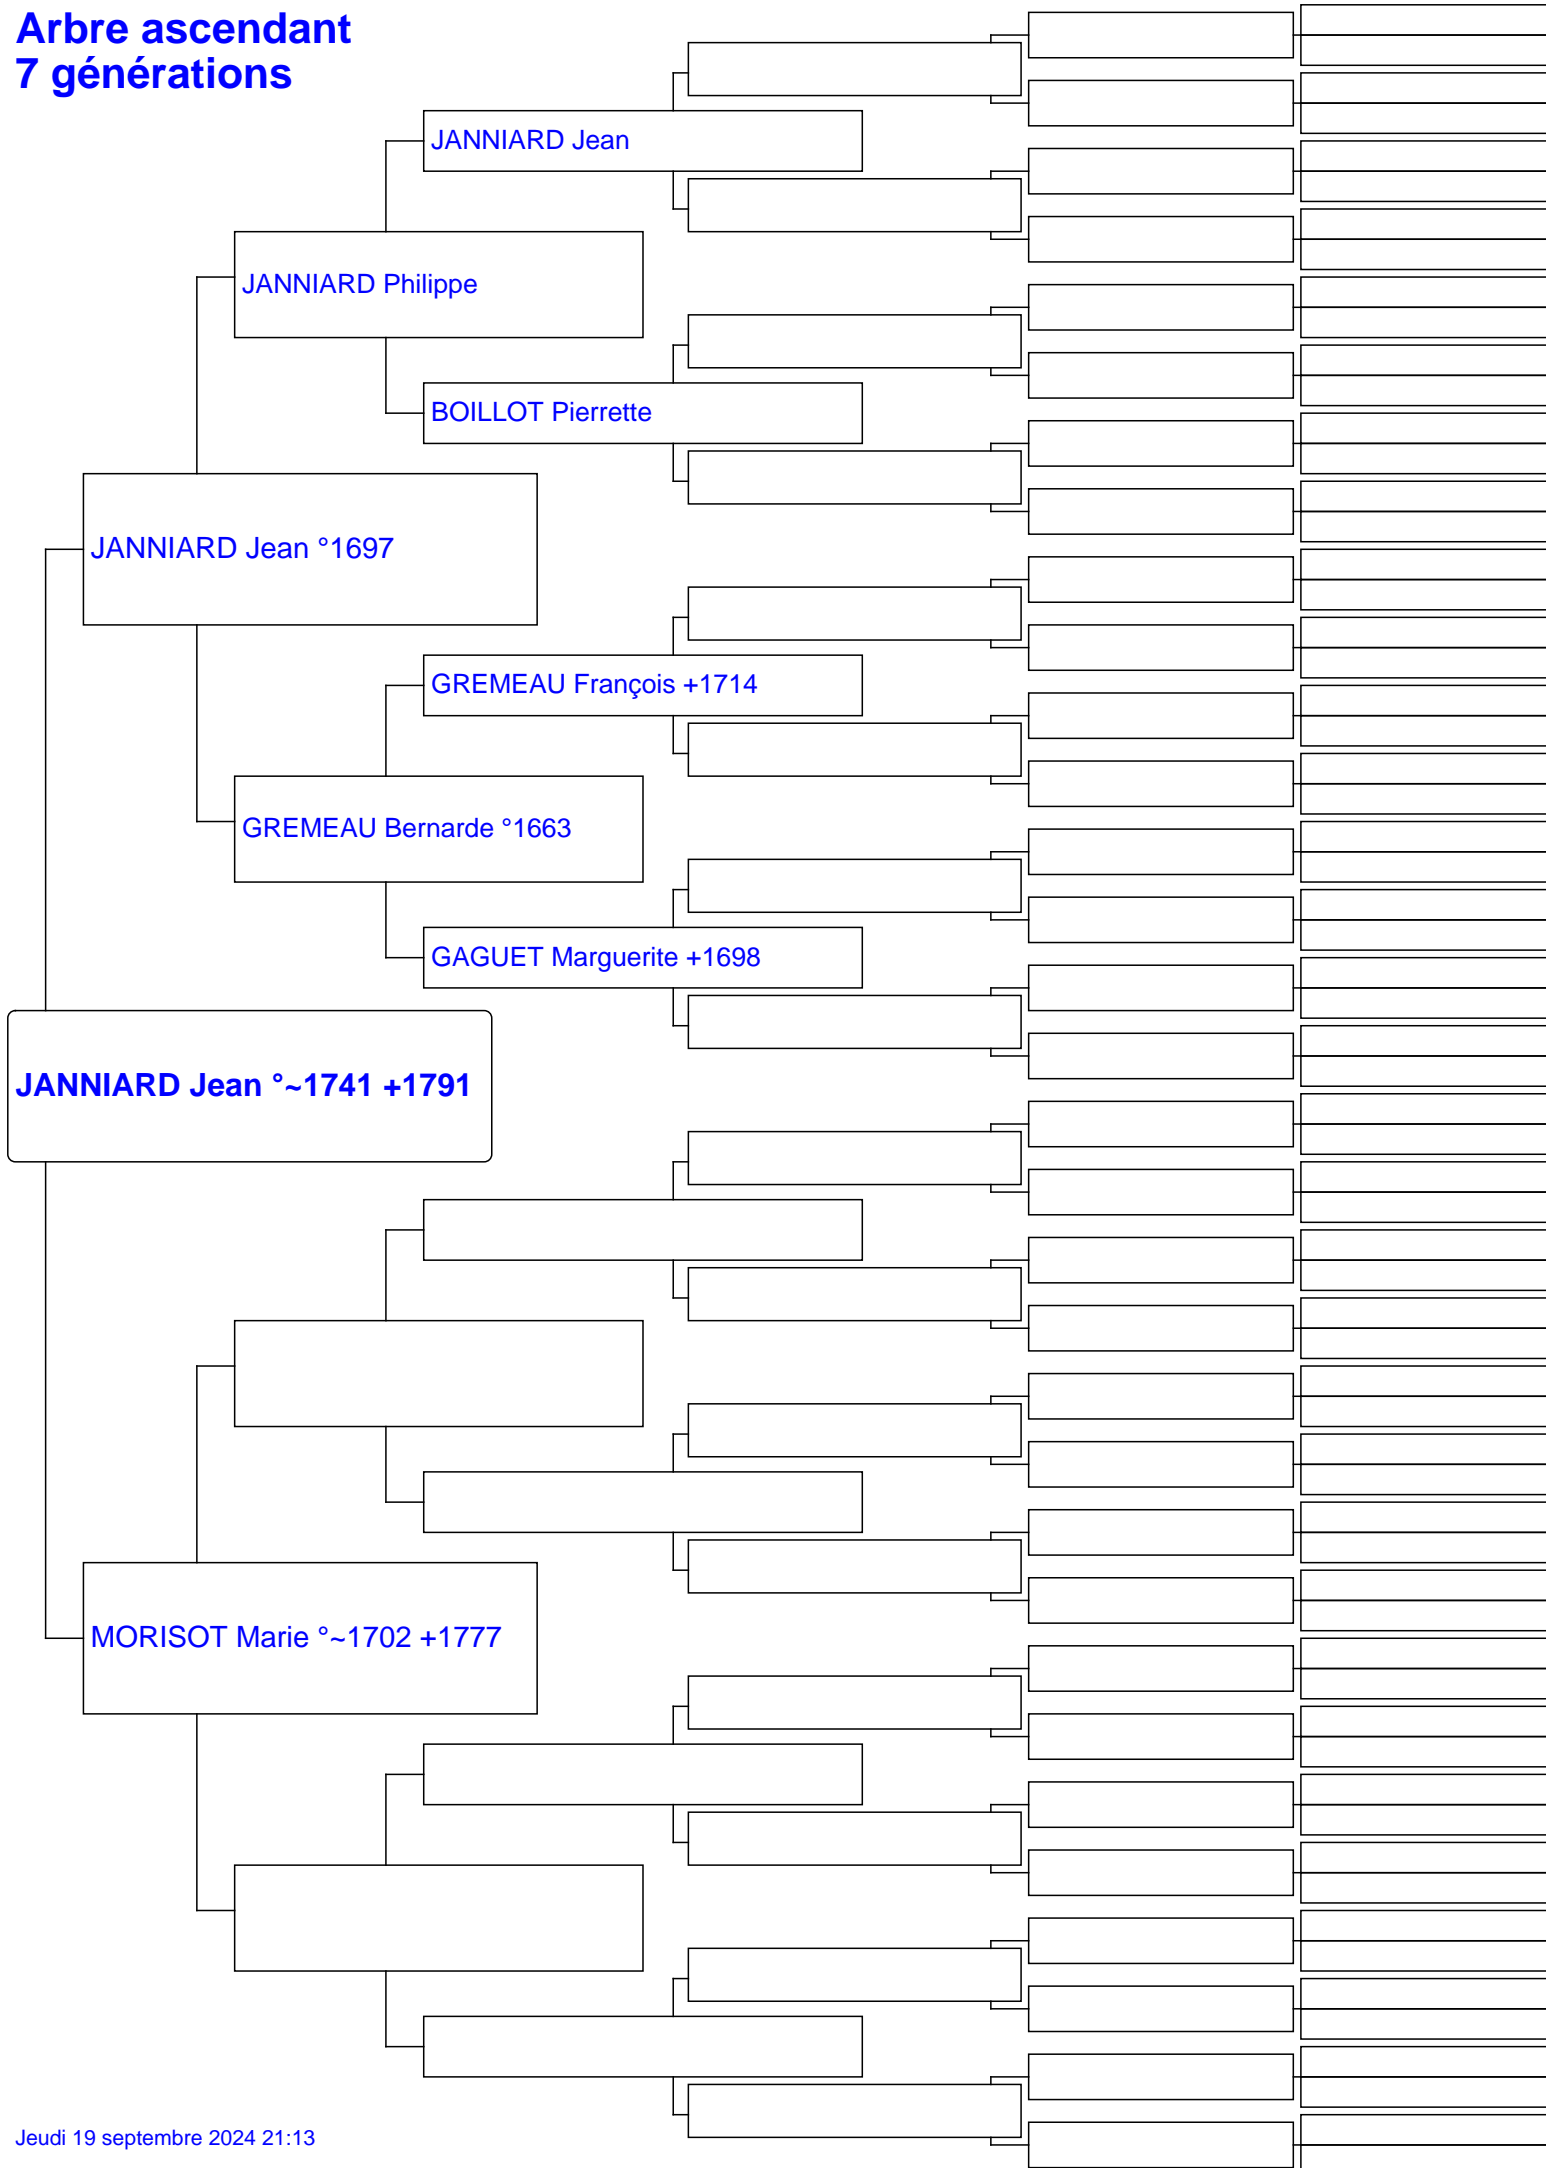 Arbre ascendant
7 générations
JANNIARD Jean
JANNIARD Philippe
BOILLOT Pierrette
JANNIARD Jean °1697
GREMEAU François +1714
GREMEAU Bernarde °1663
GAGUET Marguerite +1698
JANNIARD Jean °~1741 +1791
MORISOT Marie °~1702 +1777
Jeudi 19 septembre 2024 21:13